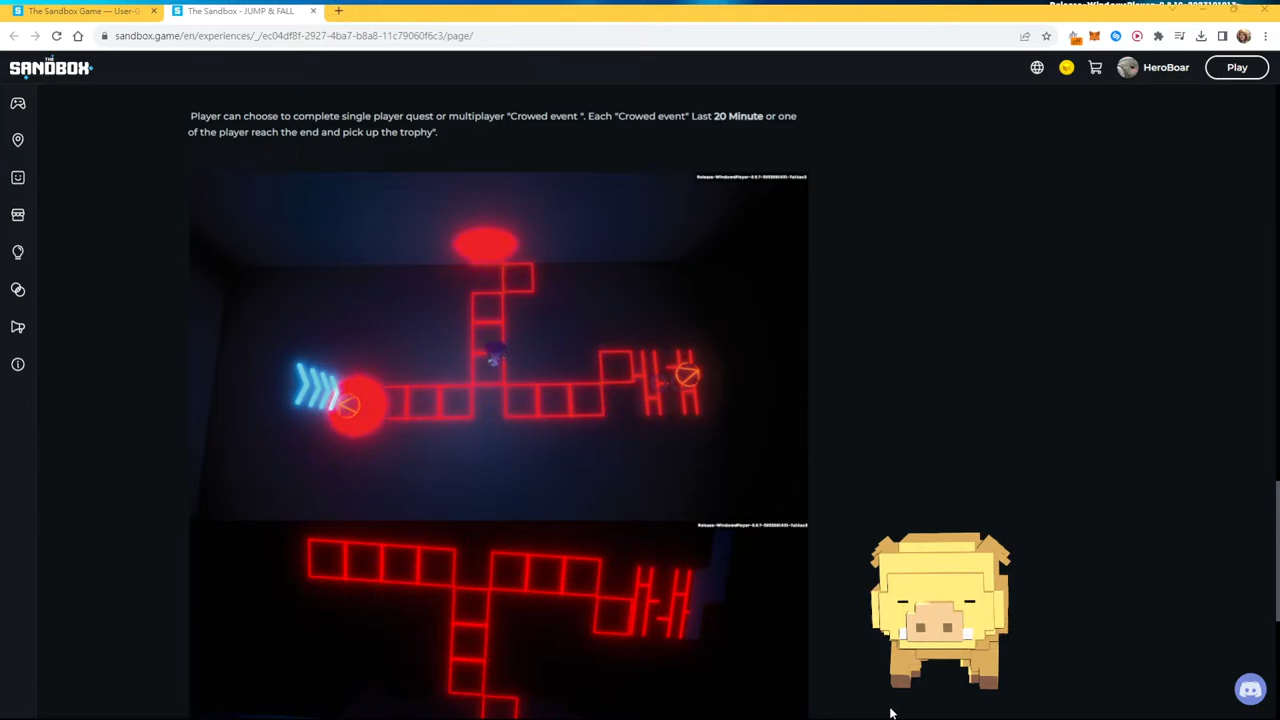 The Sandbox Game — User-G
The Sandbox - JUMP & FALL
sandbox.game/en/experiences/_/ec04df8f-2927-4ba7-b8a8-11c79060f6c3/page/
THE
SANDBOX
HeroBoar
Play
Player can choose to complete single player quest or multiplayer "Crowed event ". Each "Crowed event" Last 20 Minute or one
of the player reach the end and pick up the trophy".